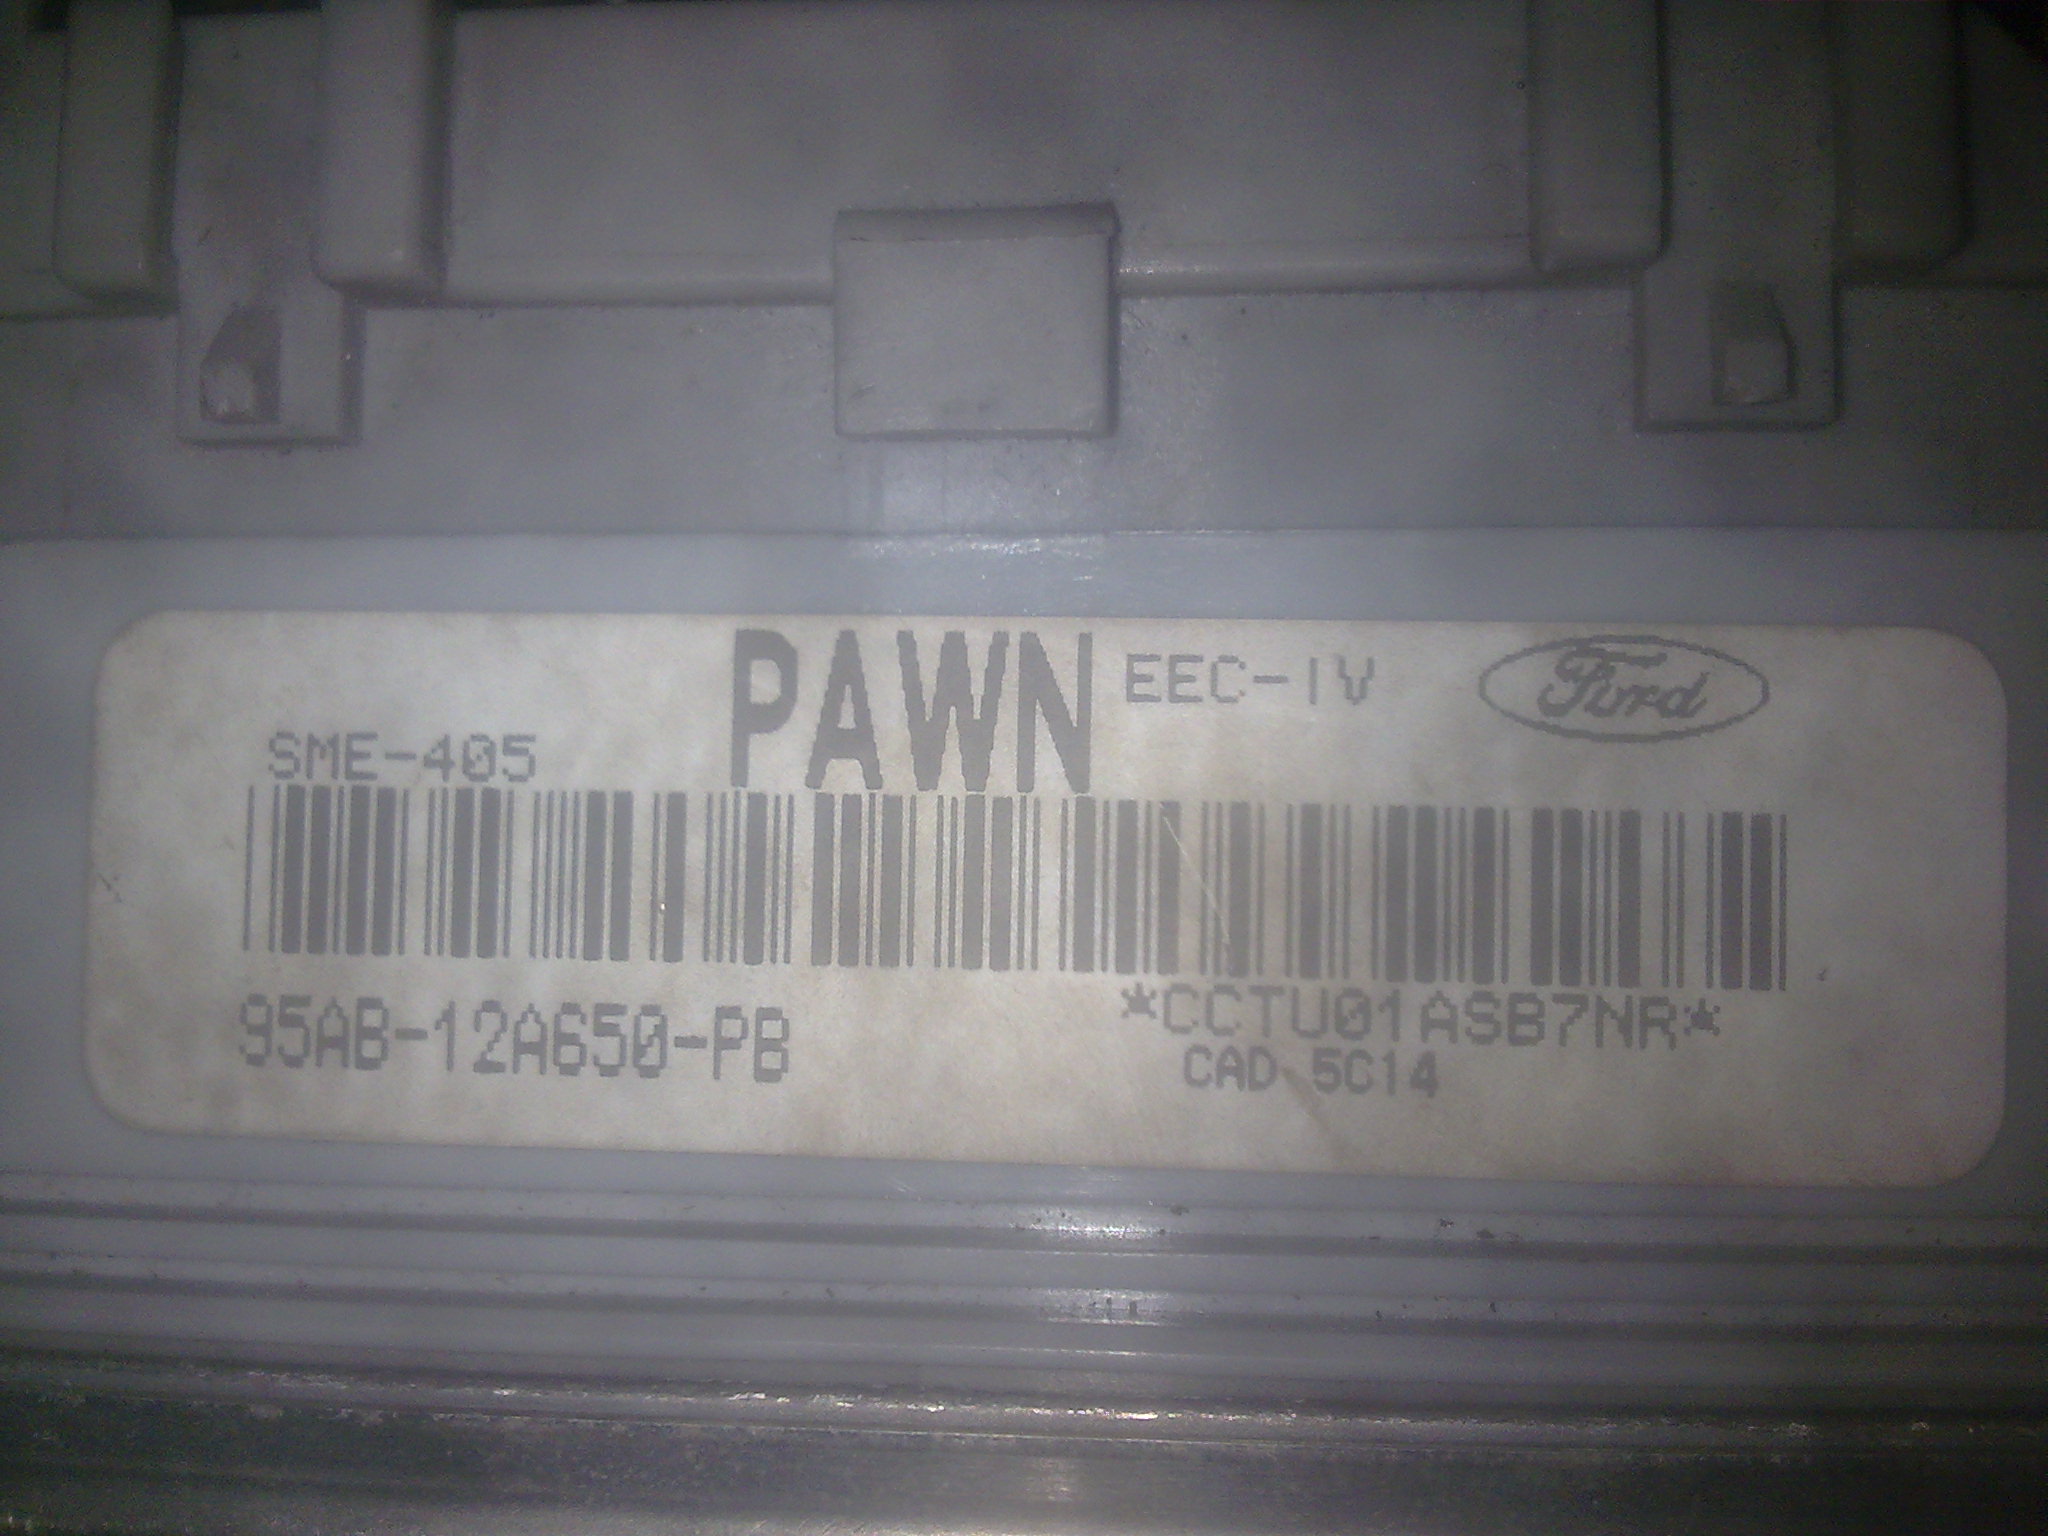 PAWN EEC-IV Ford
SME-405
95AB-12A650-PB
*CCTU01ASB7NR*
CAD 5C14